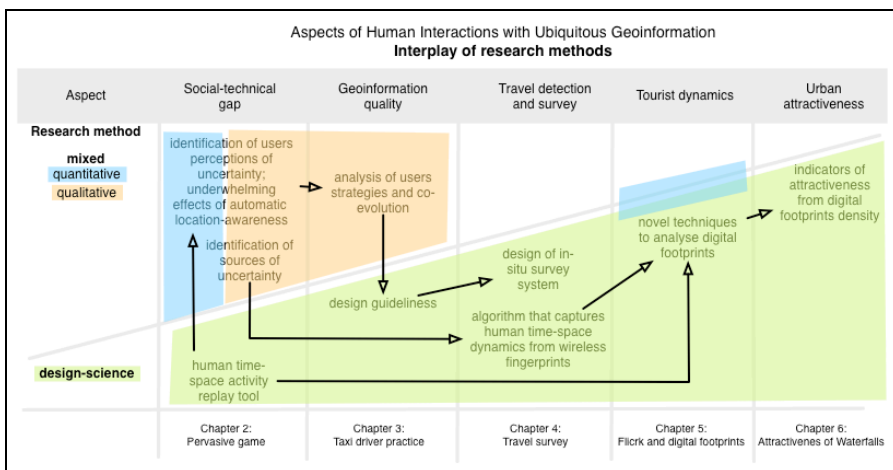 Aspects of Human Interactions with Ubiquitous Geoinformation
Interplay of research methods
Aspect
Social-technical
gap
Geoinformation
quality
Travel detection
and survey
Tourist dynamics
Urban
attractiveness
Research method
mixed
quantitative
qualitative
identification of users
perceptions of
uncertainty;
underwhelming
effects of automatic
location-awareness
identification of
sources of
uncertainty
analysis of users
strategies and co-
evolution
indicators of
attractiveness
from digital
footprints density
novel techniques
to analyse digital
footprints
design of in-
situ survey
system
design guideliness
algorithm that captures
human time-space
dynamics from wireless
fingerprints
design-science
human time-
space activity
replay tool
Chapter 2:
Pervasive game
Chapter 3:
Taxi driver practice
Chapter 4:
Travel survey
Chapter 5:
Flicrk and digital footprints
Chapter 6:
Attractivenes of Waterfalls